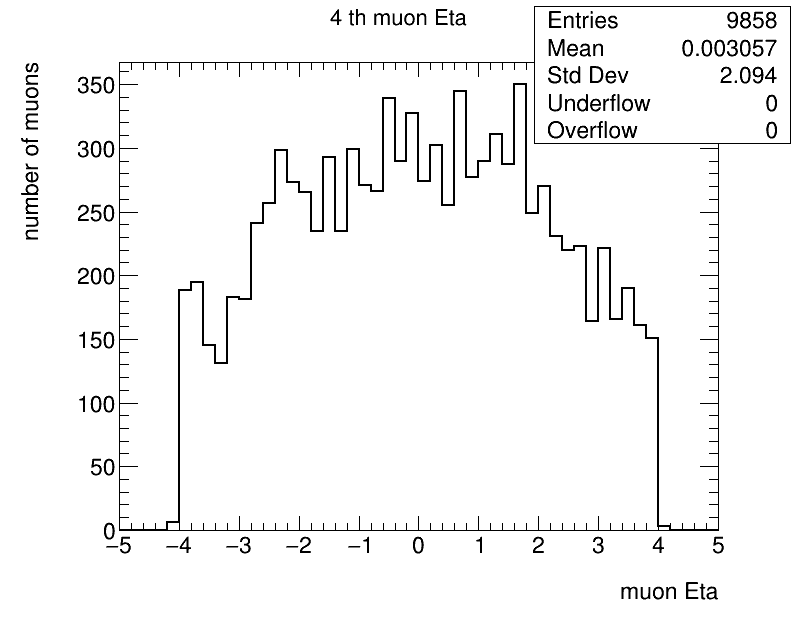 4 th muon Eta
Entries 9858
Mean 0.003057
Std Dev 2.094
Underflow 0
Overflow 0
number of muons
350
300
250
200
150
100
50
0
−5 −4 −3 −2 −1 0 1 2 3 4 5
muon Eta